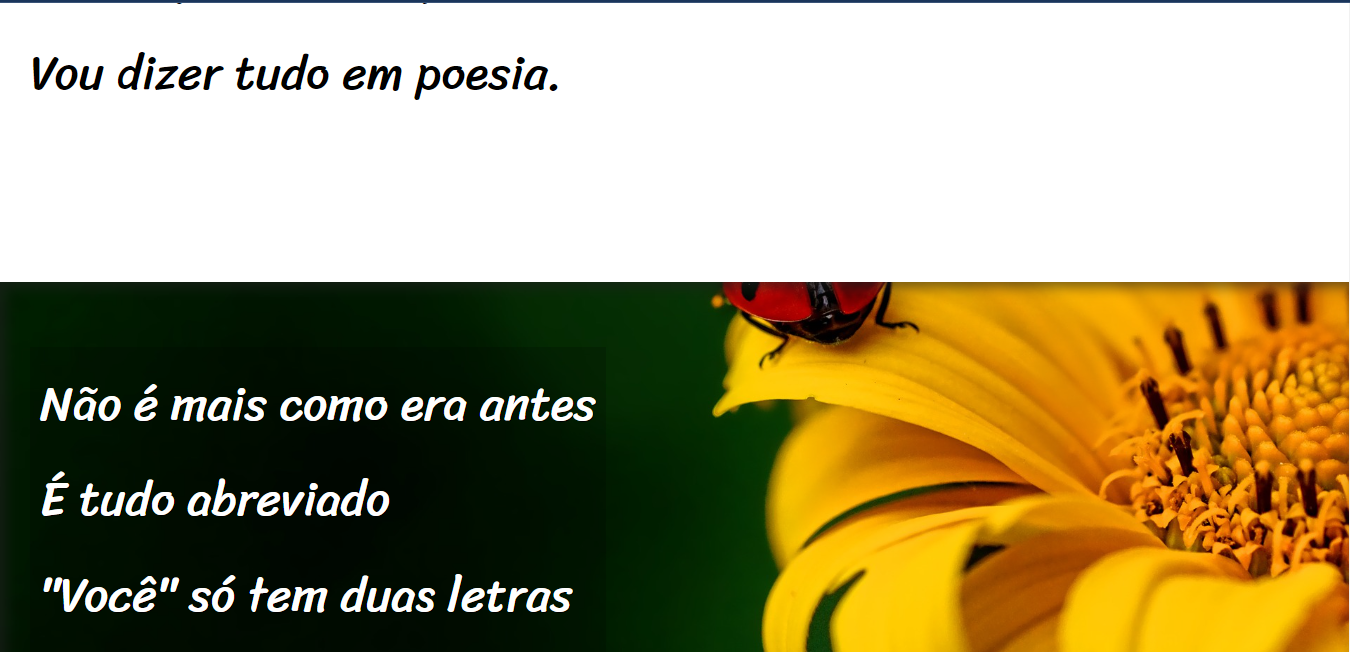 Vou dizer tudo em poesia.
Não é mais como era antes
É tudo abreviado
"Você" só tem duas letras